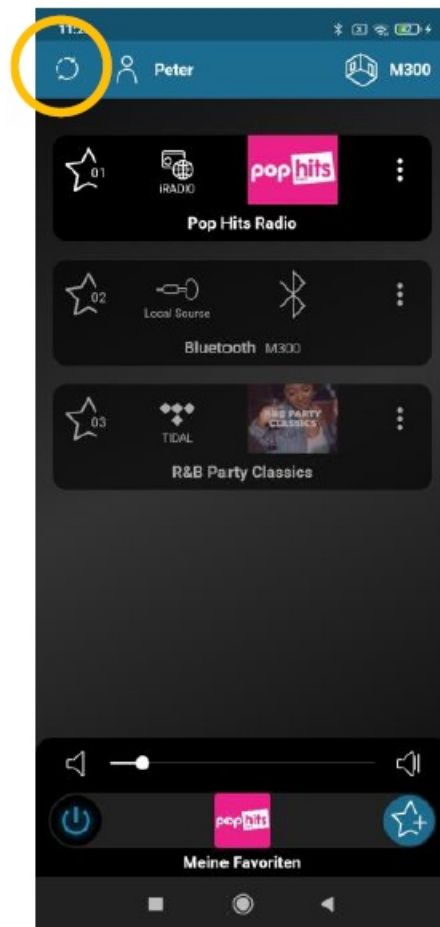 Peter M300
01
iRADIO
pop hits
Pop Hits Radio
02
Local Sourse
Bluetooth M300
03
TIDAL
R&B PARTY
CLASSICS
R&B Party Classics
pop hits
Meine Favoriten